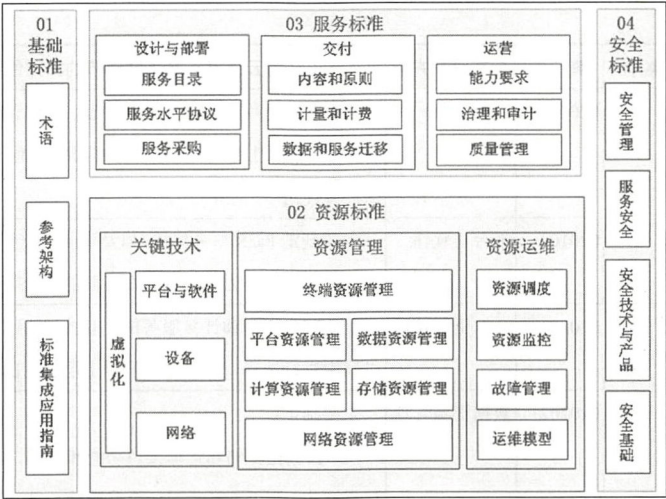 01
基础
标准
术语
参考架构
标准集成应用指南
03 服务标准
设计与部署
服务目录
服务水平协议
服务采购
交付
内容和原则
计量和计费
数据和服务迁移
运营
能力要求
治理和审计
质量管理
02 资源标准
关键技术
虚拟化
平台与软件
设备
网络
资源管理
终端资源管理
平台资源管理
数据资源管理
计算资源管理
存储资源管理
网络资源管理
资源运维
资源调度
资源监控
故障管理
运维模型
04
安全
标准
安全管理
服务安全
安全技术与产品
安全基础